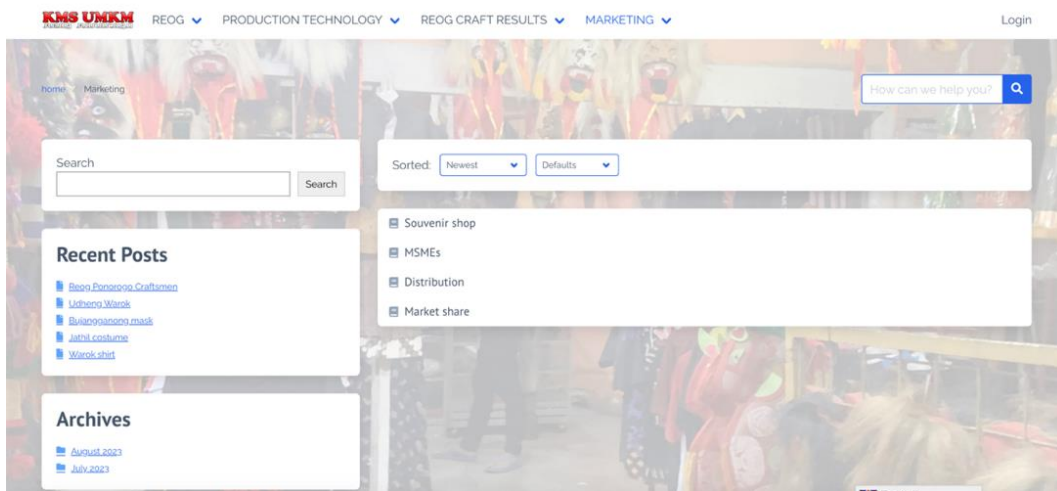 KMS UMKM REOG PRODUCTION TECHNOLOGY REOG CRAFT RESULTS MARKETING Login
home Marketing
How can we help you?
Search
Search
Sorted: Newest Defaults
Souvenir shop
MSMEs
Distribution
Market share
Recent Posts
Reog Ponorogo Craftsmen
Udheng Warok
Bujangganong mask
Jathil costume
Warok shirt
Archives
August 2023
July 2023